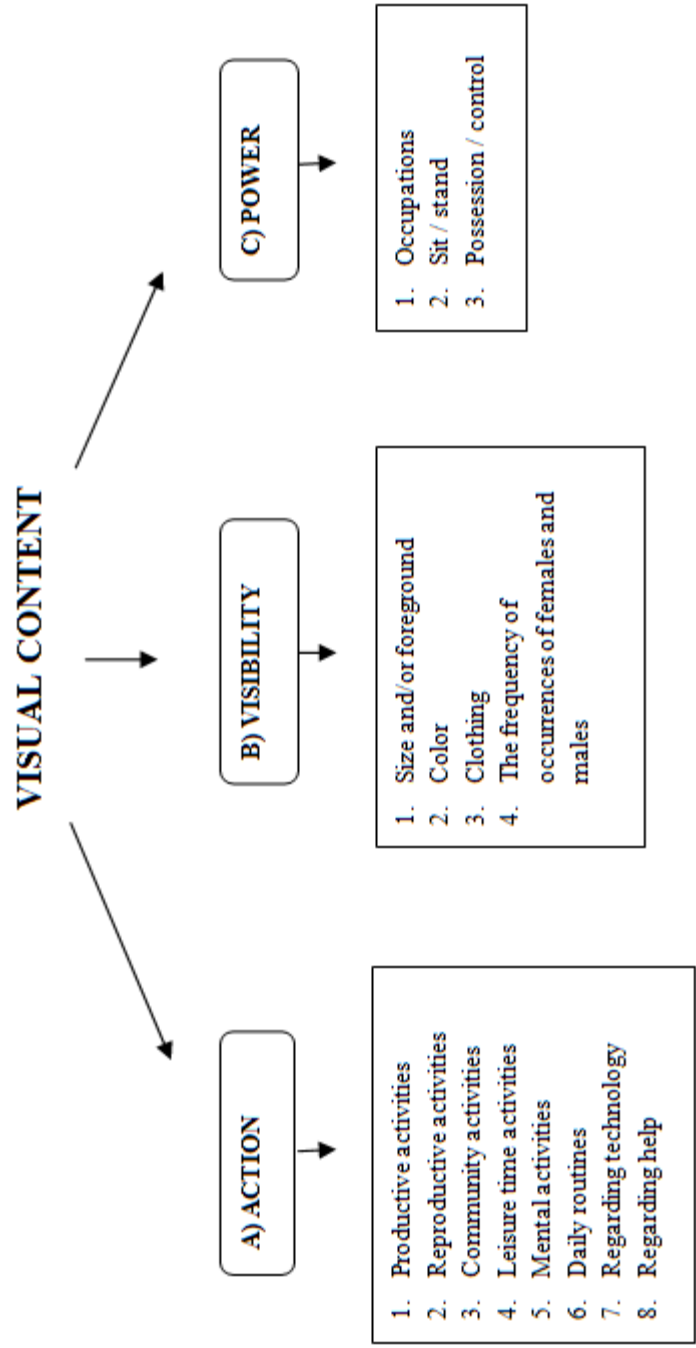 VISUAL CONTENT
A) ACTION
1. Productive activities
2. Reproductive activities
3. Community activities
4. Leisure time activities
5. Mental activities
6. Daily routines
7. Regarding technology
8. Regarding help
B) VISIBILITY
1. Size and/or foreground
2. Color
3. Clothing
4. The frequency of
occurrences of females and
males
C) POWER
1. Occupations
2. Sit / stand
3. Possession / control